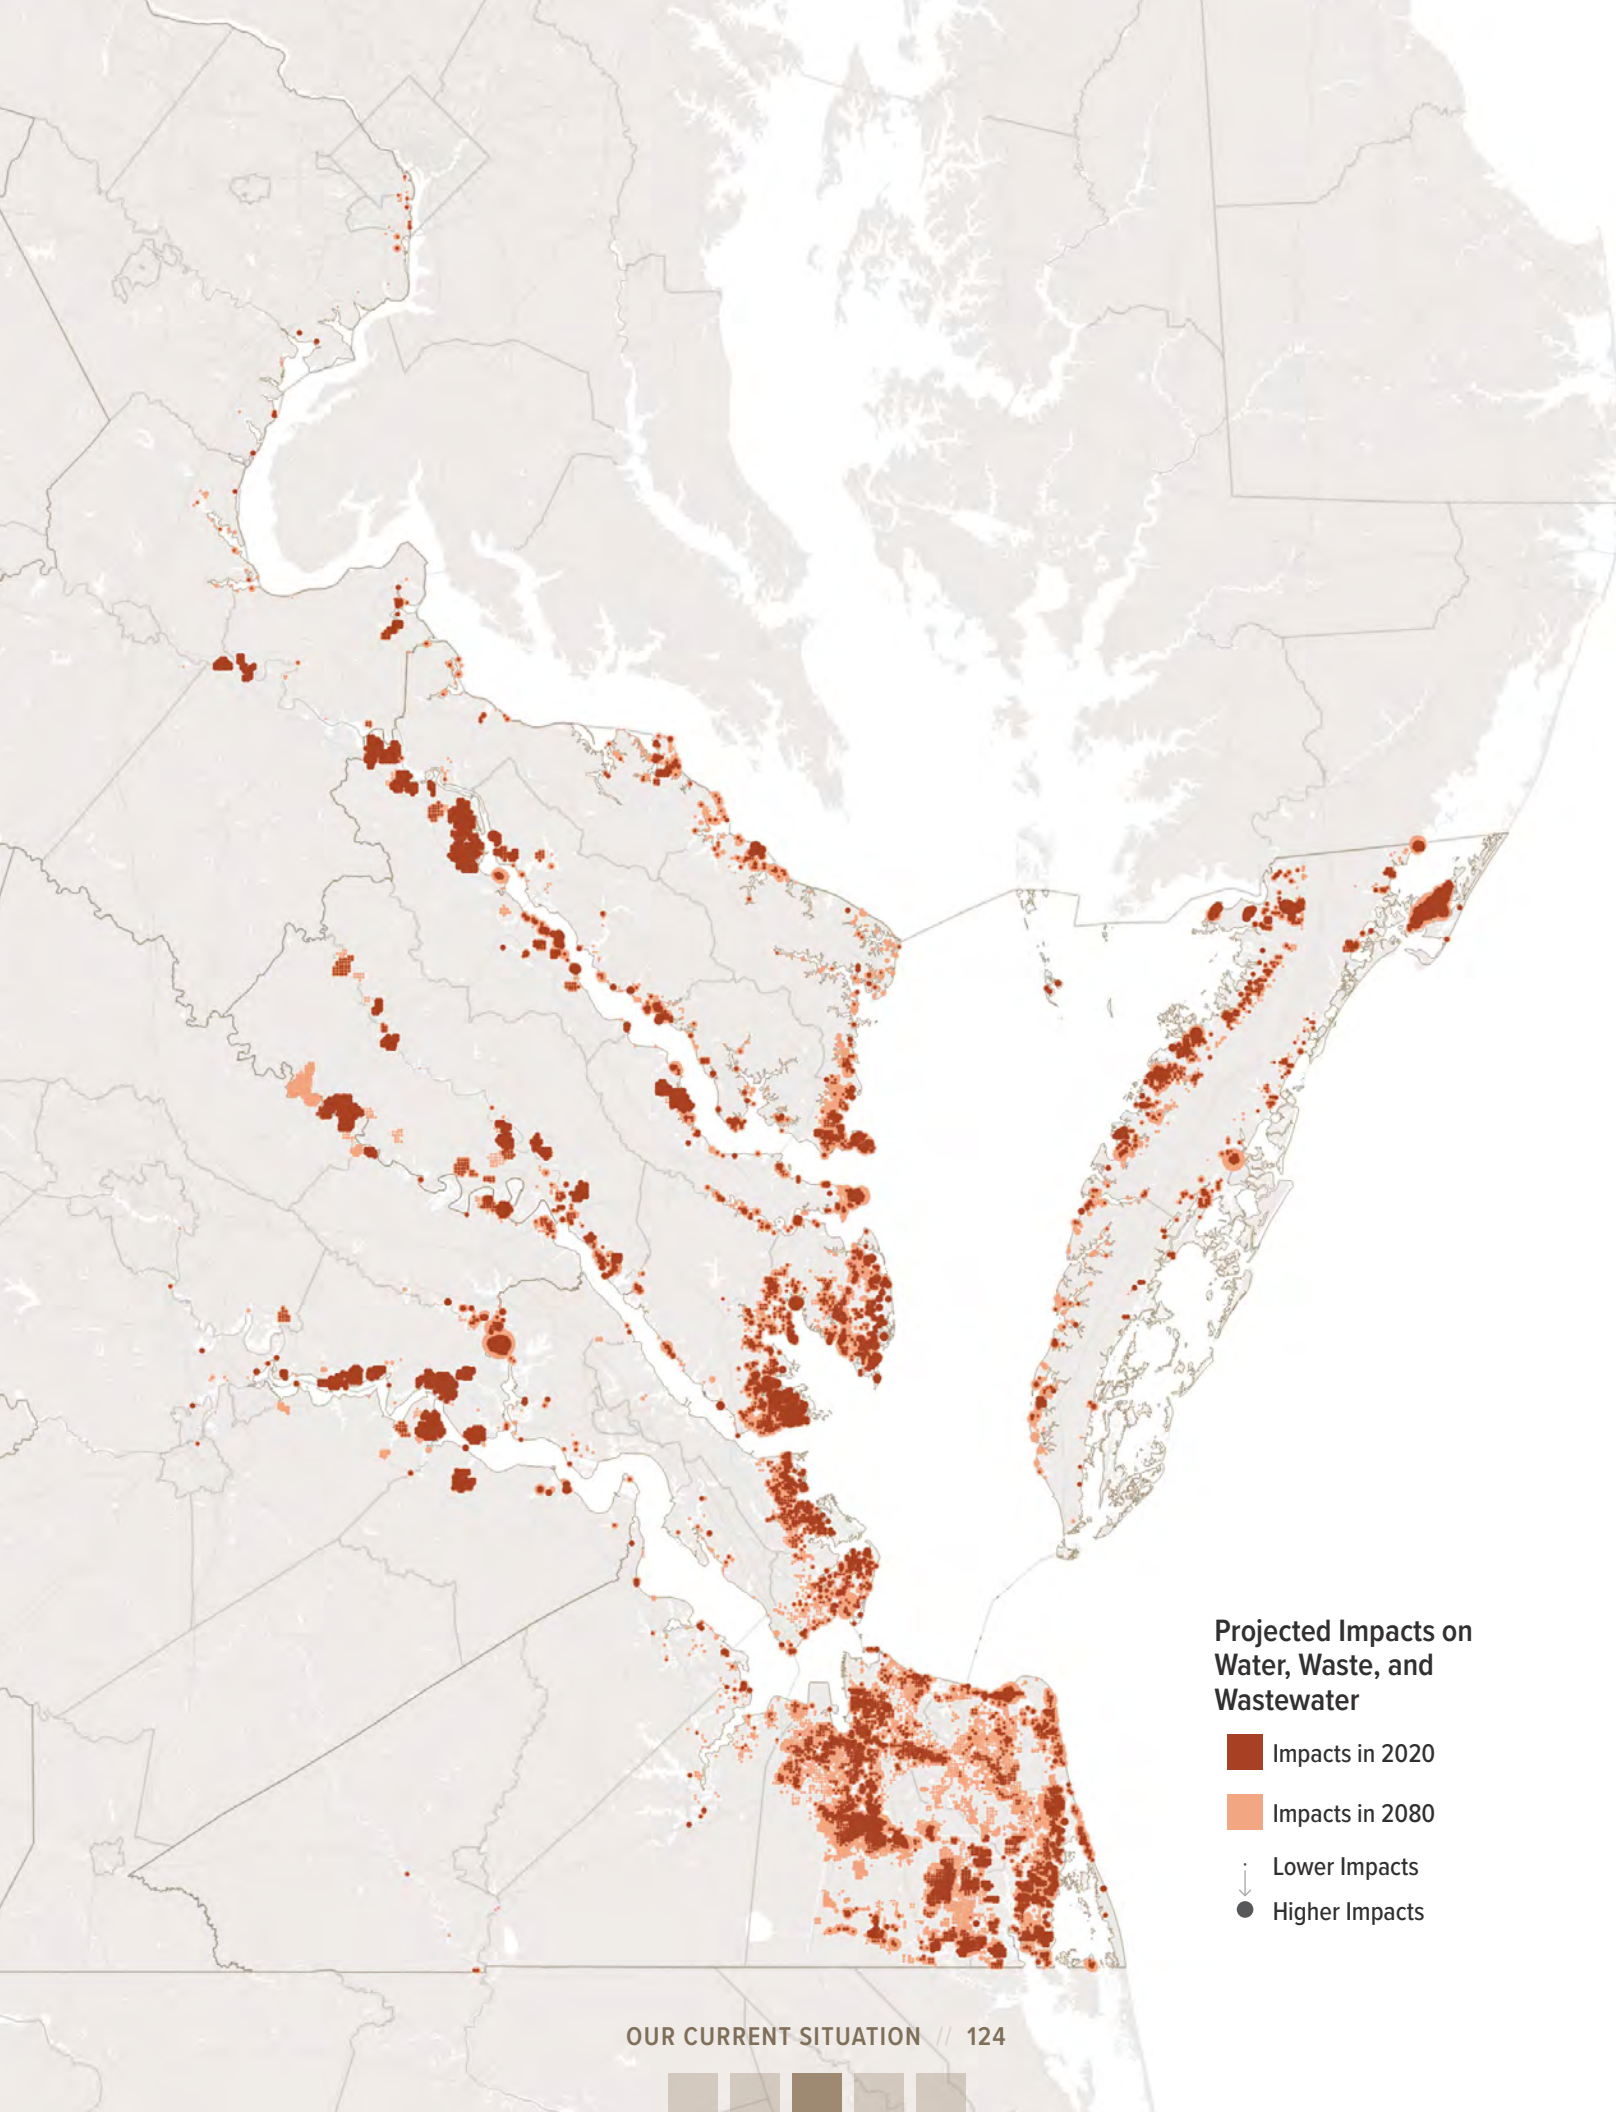 Projected Impacts on
Water, Waste, and
Wastewater
Impacts in 2020
Impacts in 2080
Lower Impacts
Higher Impacts
OUR CURRENT SITUATION // 124